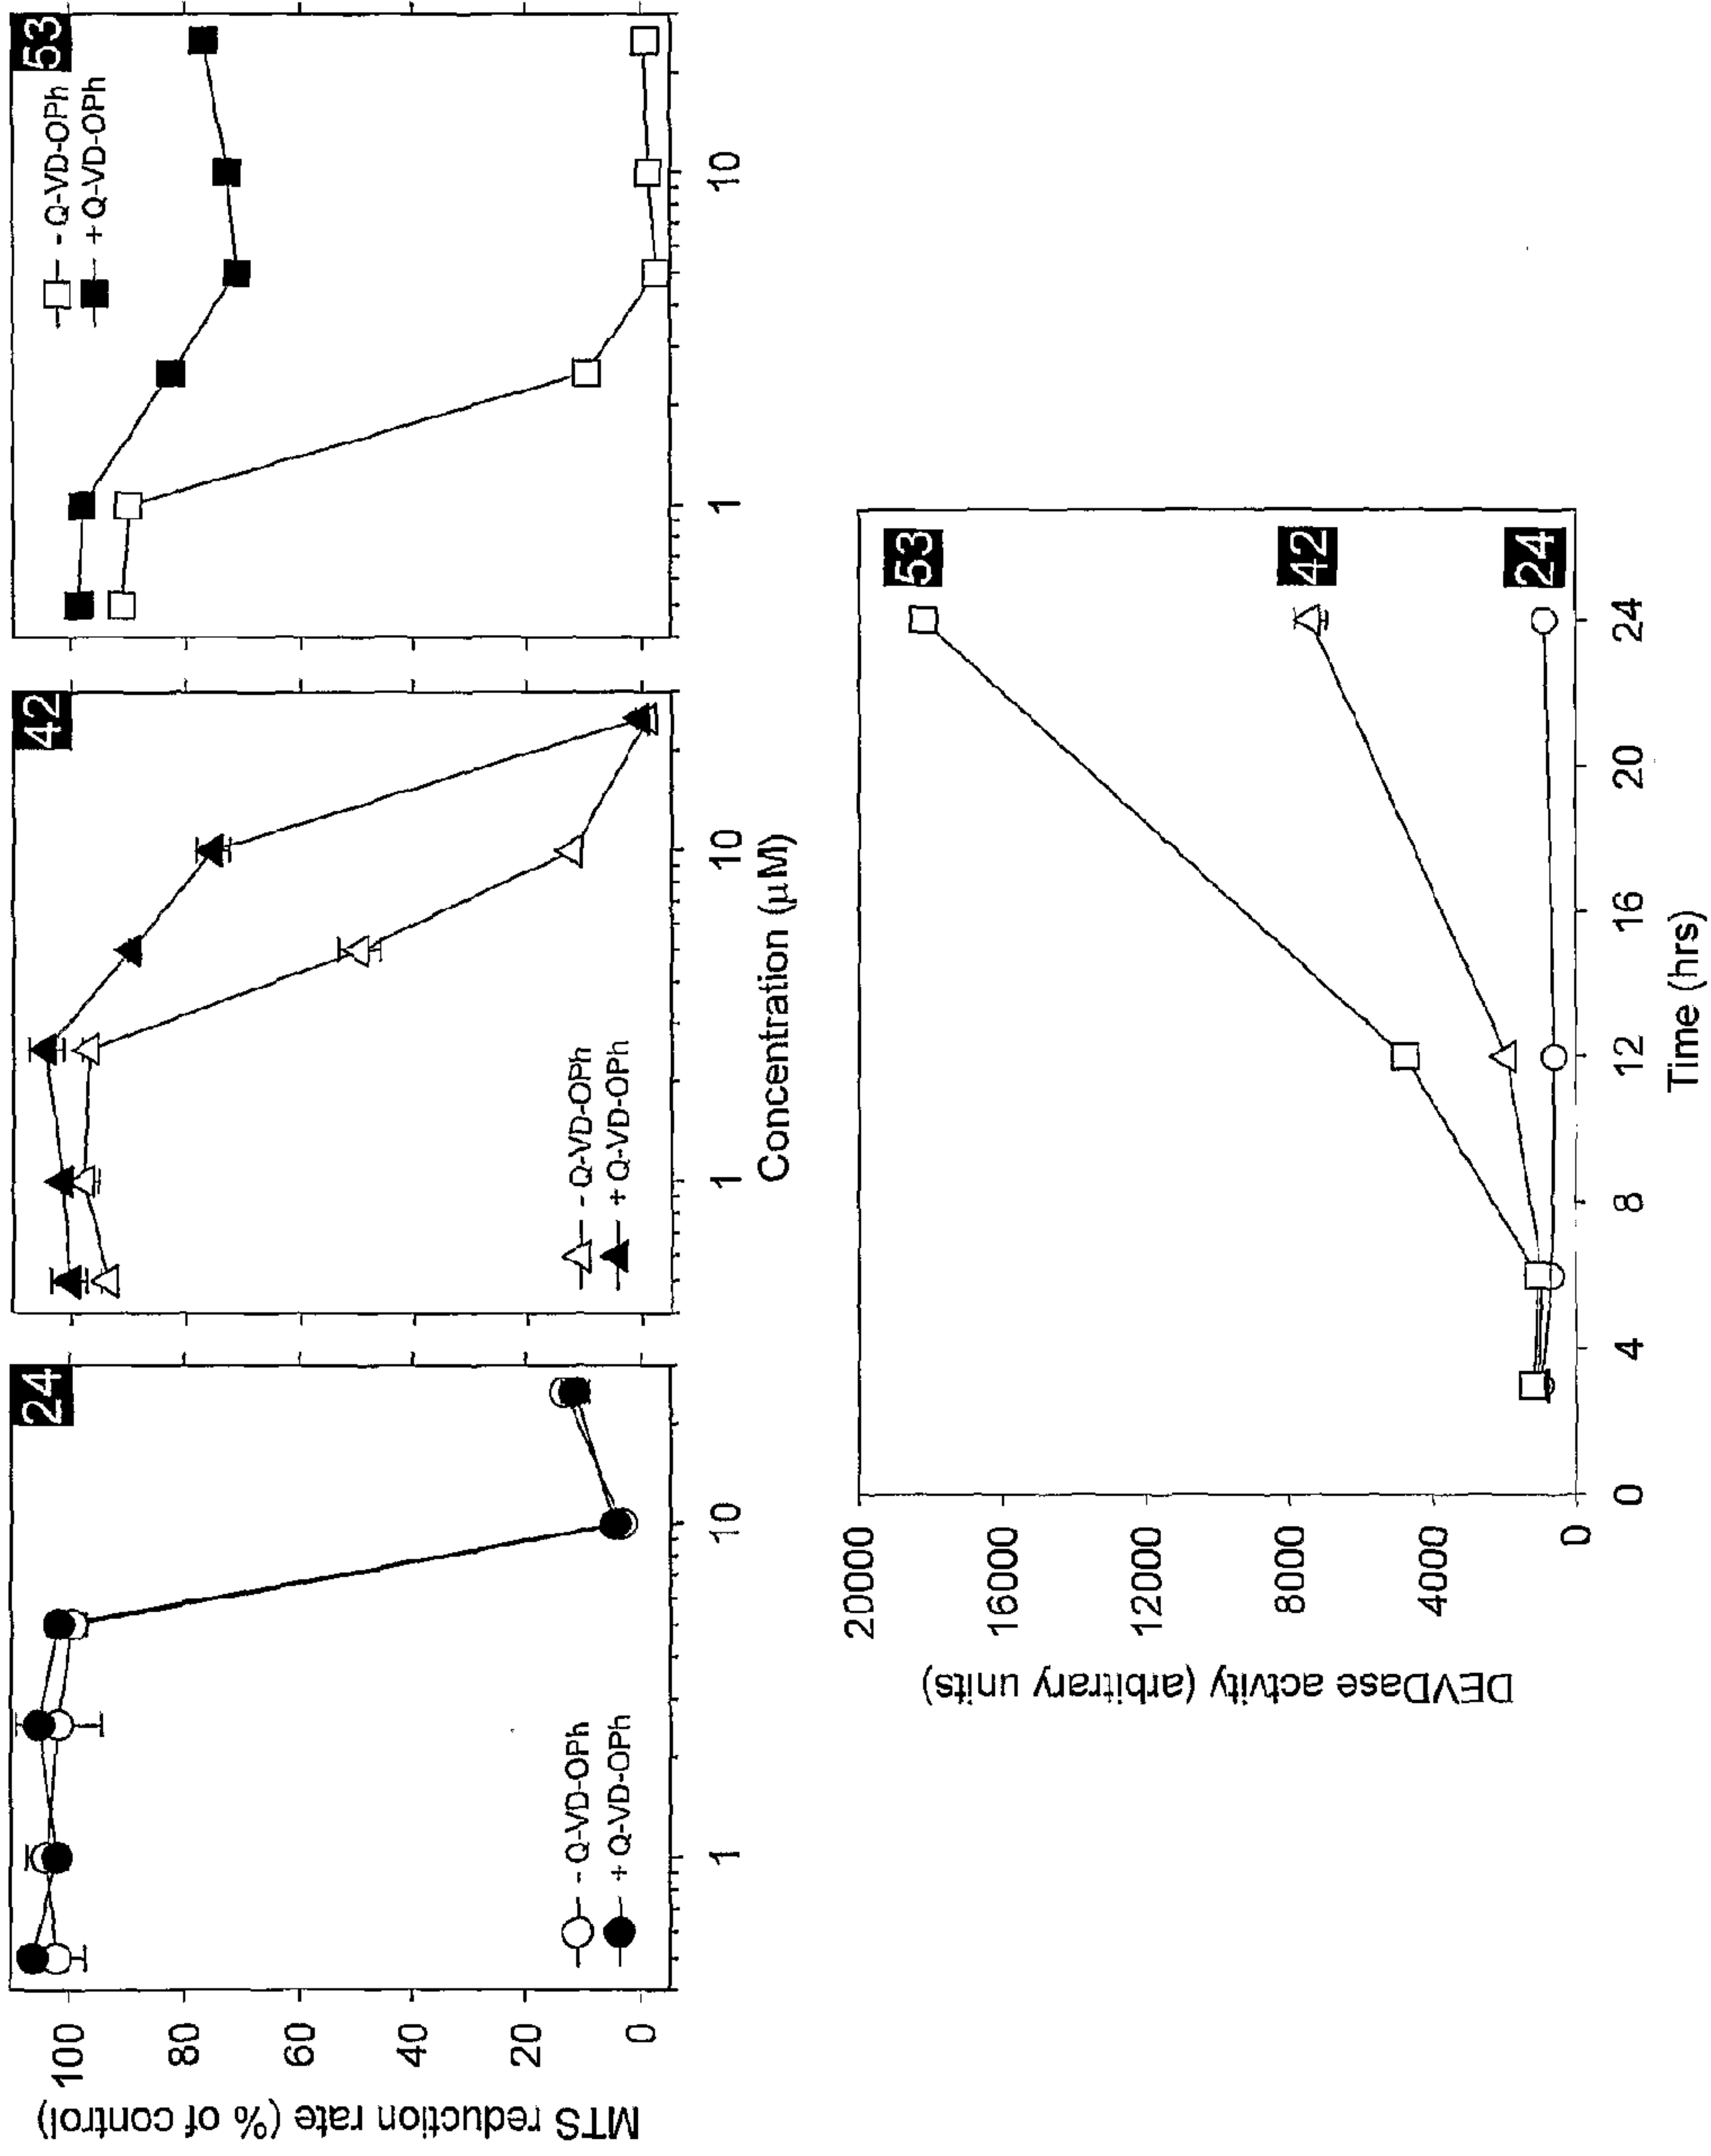 MTS reduction rate (% of control)
100
80
60
40
20
0
24
- Q-VD-OPh
+ Q-VD-OPh
1
10
42
- Q-VD-OPh
+ Q-VD-OPh
1
10
53
- Q-VD-OPh
+ Q-VD-OPh
1
10
Concentration (µM)
DEVDase actvity (arbitrary units)
20000
16000
12000
8000
4000
0
53
42
24
0 4 8 12 16 20 24
Time (hrs)